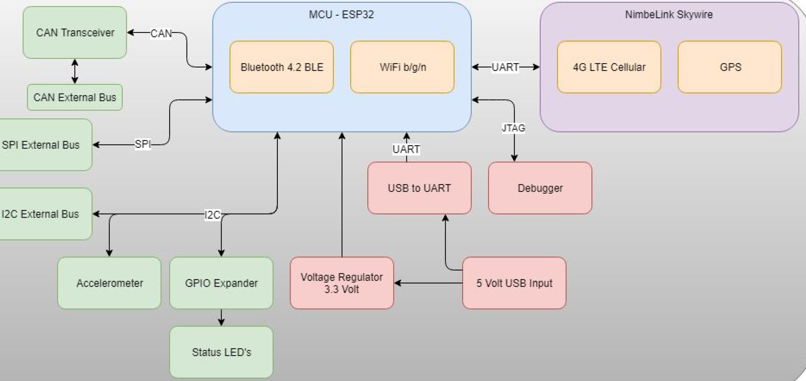 MCU - ESP32
NimbeLink Skywire
CAN Transceiver
CAN
Bluetooth 4.2 BLE
WiFi b/g/n
UART
4G LTE Cellular
GPS
CAN External Bus
JTAG
SPI External Bus
SPI
UART
USB to UART
Debugger
I2C External Bus
I2C
Accelerometer
GPIO Expander
Voltage Regulator
3.3 Volt
5 Volt USB Input
Status LED's